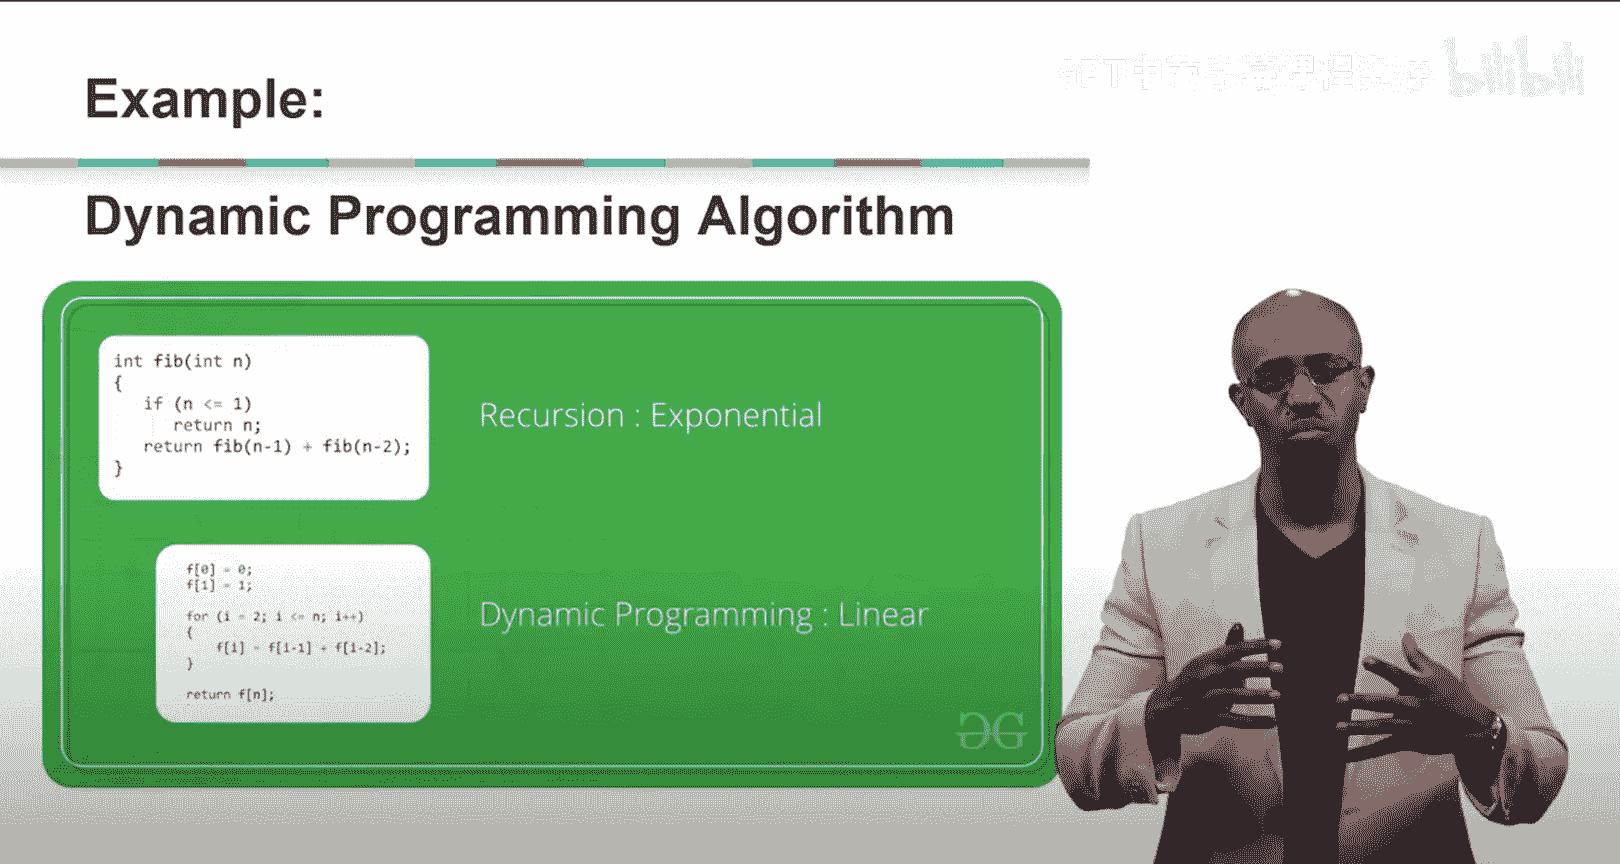 bilibili
Example:
Dynamic Programming Algorithm
int fib(int n)
{
if (n <= 1)
return n;
return fib(n-1) + fib(n-2);
}
Recursion : Exponential
f[0] = 0;
f[1] = 1;
for (i = 2; i <= n; i++)
{
f[i] = f[i-1] + f[i-2];
}
return f[n];
Dynamic Programming : Linear